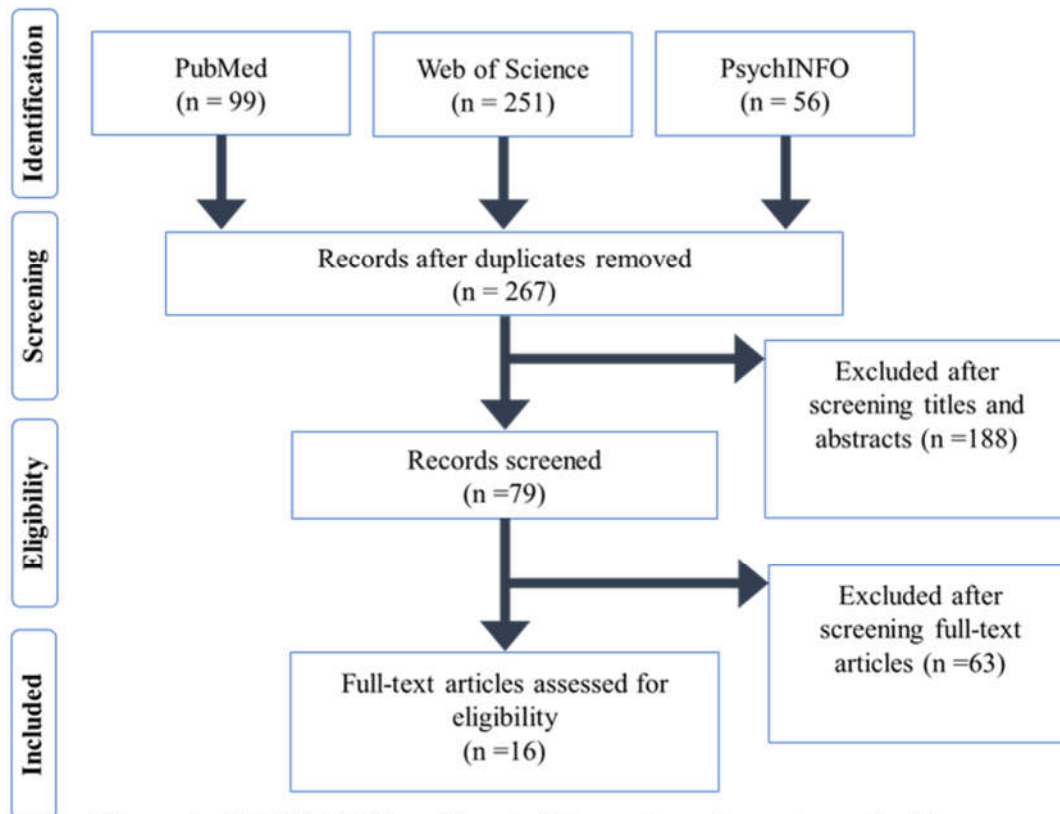 Identification
PubMed
(n = 99)
Web of Science
(n = 251)
PsychINFO
(n = 56)
Screening
Records after duplicates removed
(n = 267)
Excluded after
screening titles and
abstracts (n =188)
Eligibility
Records screened
(n =79)
Excluded after
screening full-text
articles (n =63)
Included
Full-text articles assessed for
eligibility
(n =16)